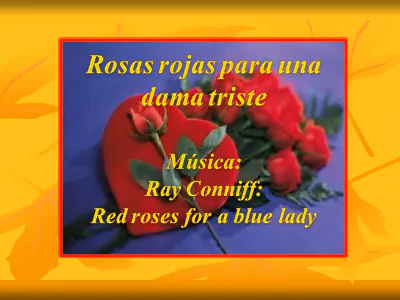 Rosas rojas para una
dama triste
Música:
Ray Conniff:
Red roses for a blue lady